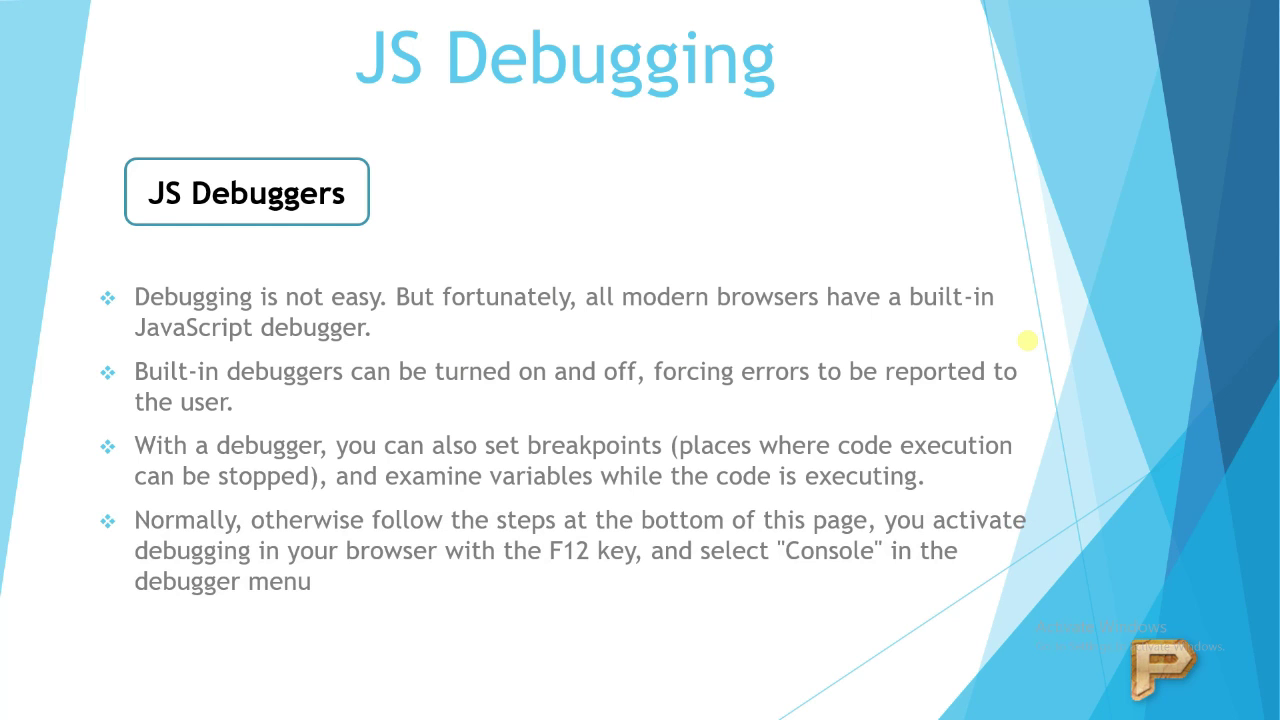 JS Debugging
JS Debuggers
Debugging is not easy. But fortunately, all modern browsers have a built-in
JavaScript debugger.
Built-in debuggers can be turned on and off, forcing errors to be reported to
the user.
With a debugger, you can also set breakpoints (places where code execution
can be stopped), and examine variables while the code is executing.
Normally, otherwise follow the steps at the bottom of this page, you activate
debugging in your browser with the F12 key, and select "Console" in the
debugger menu
Activate Windows
P